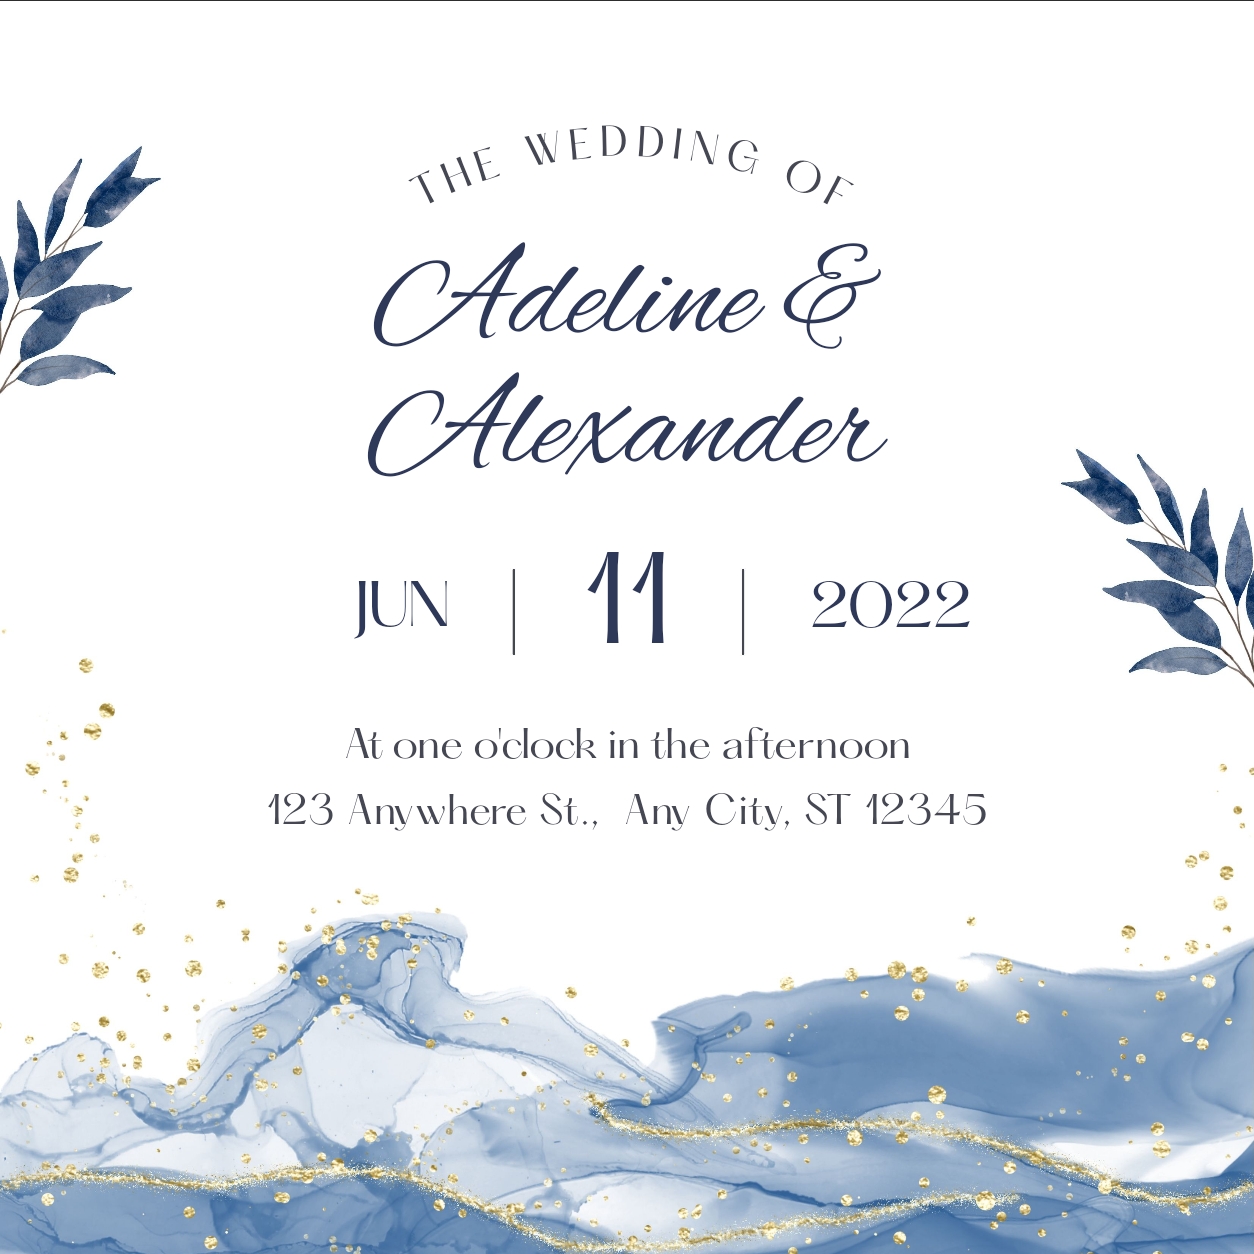 THE WEDDING OF
Adeline &
Alexander
JUN | 11 | 2022
At one o'clock in the afternoon
123 Anywhere St., Any City, ST 12345